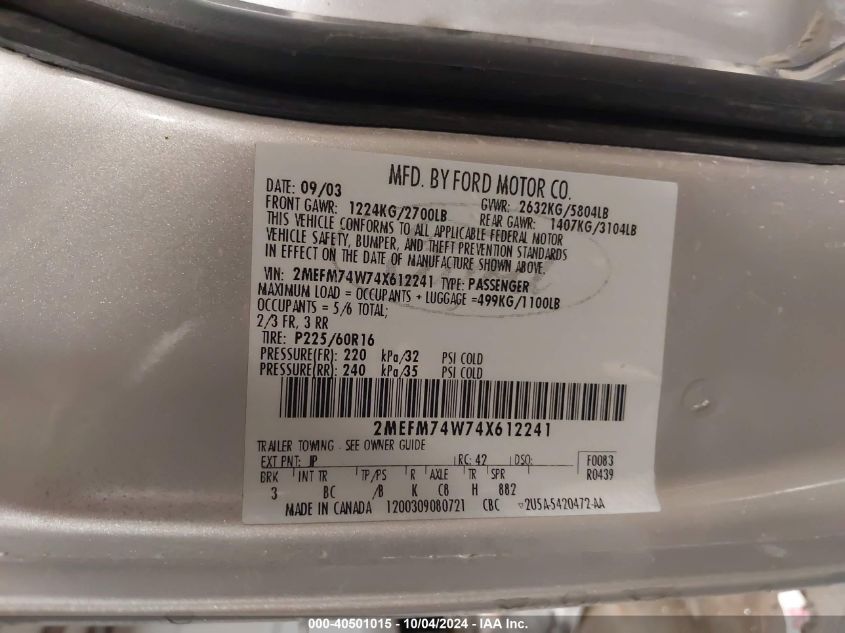 MFD. BY FORD MOTOR CO.
DATE: 09/03 GVWR: 2632KG/5804LB
FRONT GAWR: 1224KG/2700LB REAR GAWR: 1407KG/3104LB
THIS VEHICLE CONFORMS TO ALL APPLICABLE FEDERAL MOTOR
VEHICLE SAFETY, BUMPER, AND THEFT PREVENTION STANDARDS
IN EFFECT ON THE DATE OF MANUFACTURE SHOWN ABOVE.
VIN: 2MEFM74W74X612241 TYPE: PASSENGER
MAXIMUM LOAD = OCCUPANTS + LUGGAGE =499KG/1100LB
OCCUPANTS = 5/6 TOTAL;
2/3 FR, 3 RR
TIRE: P225/60R16
PRESSURE(FR) 220 kPa/32 PSI COLD
PRESSURE(RR) 240 kPa/35 PSI COLD
2MEFM74W74X612241
TRAILER TOWING - SEE OWNER GUIDE
EXT PNT: JP RC: 42 DSO: F0083
BRK INT TR TP/PS R AXLE TR SPR R0439
3 BC /B K C8 H 882
MADE IN CANADA 1200309080721 CBC ▽2U5A-5420472-AA
000-40501015 - 10/04/2024 - IAA Inc.